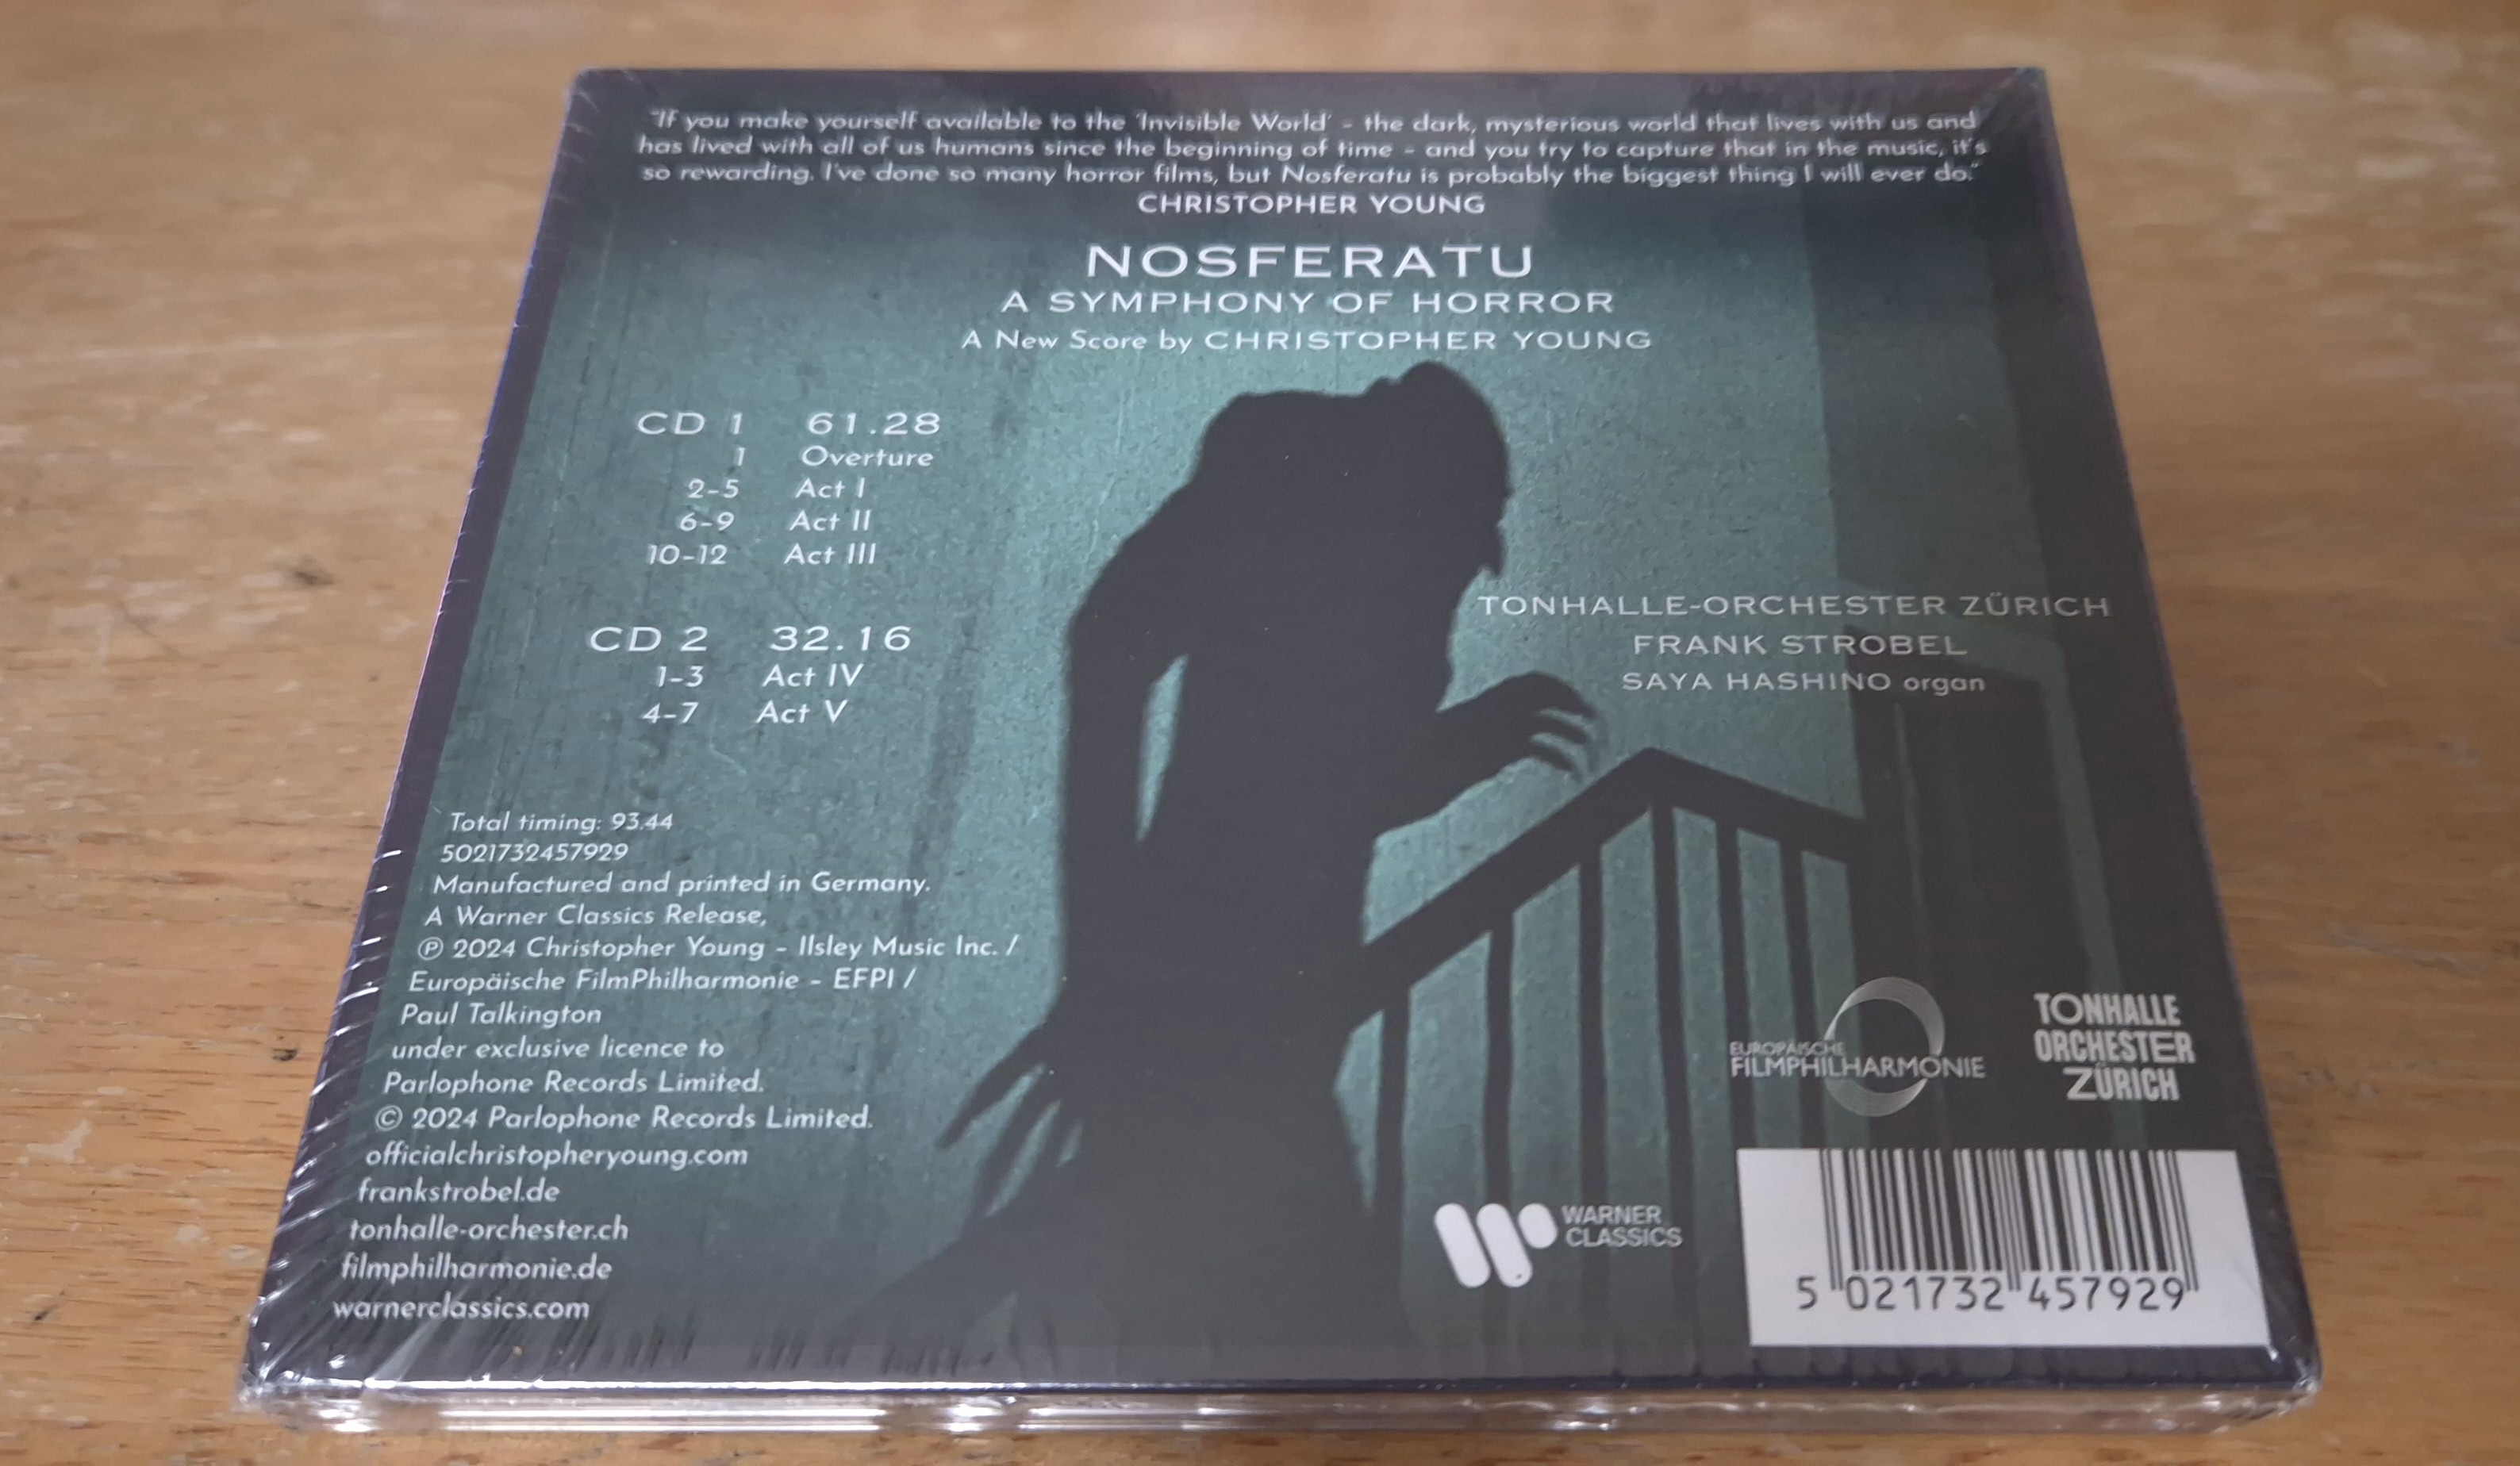 "If you make yourself available to the 'Invisible World' - the dark, mysterious world that lives with us and
has lived with all of us humans since the beginning of time - and you try to capture that in the music, it's
so rewarding. I've done so many horror films, but Nosferatu is probably the biggest thing I will ever do."
CHRISTOPHER YOUNG
NOSFERATU
A SYMPHONY OF HORROR
A New Score by CHRISTOPHER YOUNG
CD 1 61.28
1 Overture
2-5 Act I
6-9 Act II
10-12 Act III
CD 2 32.16
1-3 Act IV
4-7 Act V
TONHALLE-ORCHESTER ZÜRICH
FRANK STROBEL
SAYA HASHINO organ
Total timing: 93.44
5021732457929
Manufactured and printed in Germany.
A Warner Classics Release,
℗ 2024 Christopher Young - Ilsley Music Inc. /
Europäische FilmPhilharmonie - EFPI /
Paul Talkington
under exclusive licence to
Parlophone Records Limited.
© 2024 Parlophone Records Limited.
officialchristopheryoung.com
frankstrobel.de
tonhalle-orchester.ch
filmphilharmonie.de
warnerclassics.com
EUROPÄISCHE
FILMPHILHARMONIE
TONHALLE
ORCHESTER
ZÜRICH
WARNER
CLASSICS
5 021732 457929